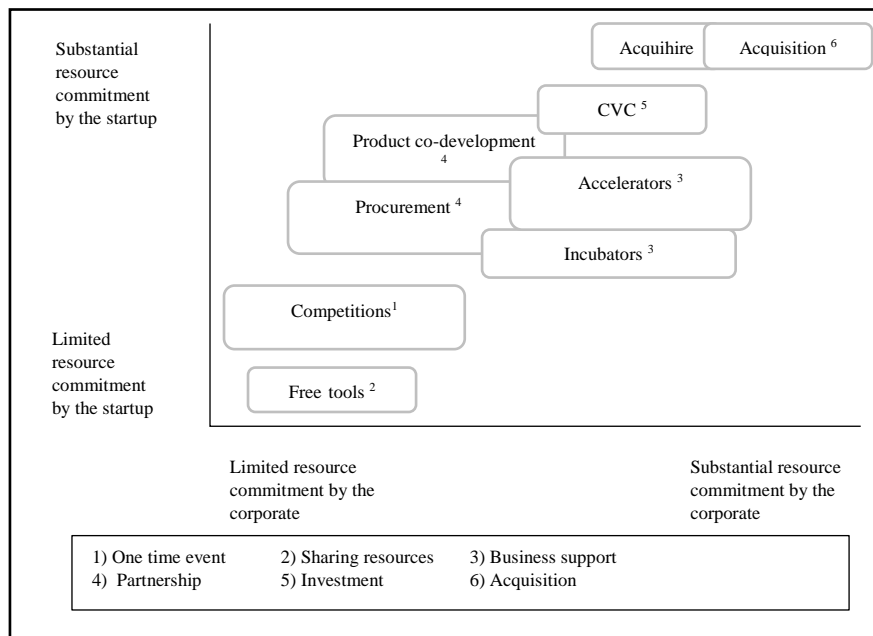 Substantial
resource
commitment
by the startup
Acquihire
Acquisition 6
CVC 5
Product co-development
4
Accelerators 3
Procurement 4
Incubators 3
Competitions1
Limited
resource
commitment
by the startup
Free tools 2
Limited resource
commitment by the
corporate
Substantial resource
commitment by the
corporate
1) One time event 2) Sharing resources 3) Business support
4) Partnership 5) Investment 6) Acquisition